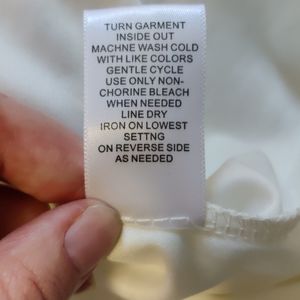 TURN GARMENT
INSIDE OUT
MACHNE WASH COLD
WITH LIKE COLORS
GENTLE CYCLE
USE ONLY NON-
CHORINE BLEACH
WHEN NEEDED
LINE DRY
IRON ON LOWEST
SETTNG
ON REVERSE SIDE
AS NEEDED